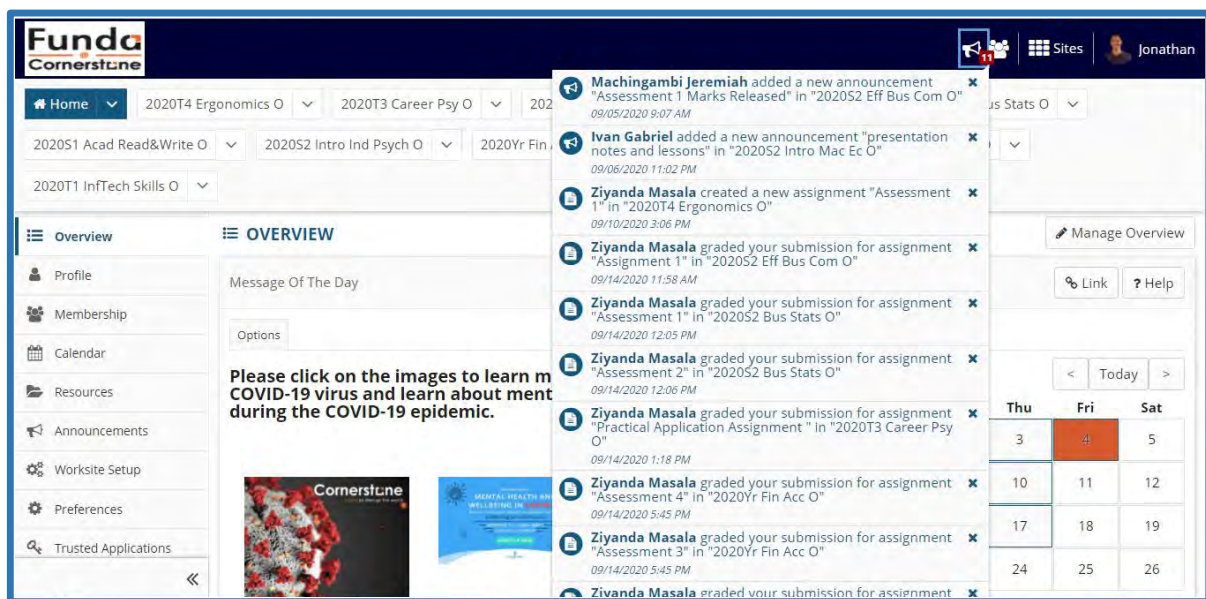 Funda
Cornerstone
11
Sites
Jonathan
Home
2020T4 Ergonomics O
2020T3 Career Psy O
202
us Stats O
2020S1 Acad Read&Write O
2020S2 Intro Ind Psych O
2020Yr Fin
2020T1 InfTech Skills O
Machingambi Jeremiah added a new announcement
"Assessment 1 Marks Released" in "2020S2 Eff Bus Com O"
09/05/2020 9:07 AM
Ivan Gabriel added a new announcement "presentation
notes and lessons" in "2020S2 Intro Mac Ec O"
09/06/2020 11:02 PM
Ziyanda Masala created a new assignment "Assessment
1" in "2020T4 Ergonomics O"
09/10/2020 3:06 PM
Ziyanda Masala graded your submission for assignment
"Assignment 1" in "2020S2 Eff Bus Com O"
09/14/2020 11:58 AM
Ziyanda Masala graded your submission for assignment
"Assessment 1" in "2020S2 Bus Stats O"
09/14/2020 12:05 PM
Ziyanda Masala graded your submission for assignment
"Assessment 2" in "2020S2 Bus Stats O"
09/14/2020 12:06 PM
Ziyanda Masala graded your submission for assignment
"Practical Application Assignment " in "2020T3 Career Psy
O"
09/14/2020 1:18 PM
Ziyanda Masala graded your submission for assignment
"Assessment 4" in "2020Yr Fin Acc O"
09/14/2020 5:45 PM
Ziyanda Masala graded your submission for assignment
"Assessment 3" in "2020Yr Fin Acc O"
09/14/2020 5:45 PM
Ziyanda Masala graded your submission for assignment
Overview
Profile
Membership
Calendar
Resources
Announcements
Worksite Setup
Preferences
Trusted Applications
OVERVIEW
Manage Overview
Message Of The Day
Link
? Help
Options
Please click on the images to learn m
COVID-19 virus and learn about ment
during the COVID-19 epidemic.
Cornerstone
MENTAL HEALTH AND
WELLBEING IN
< Today >
Thu Fri Sat
3 4 5
10 11 12
17 18 19
24 25 26